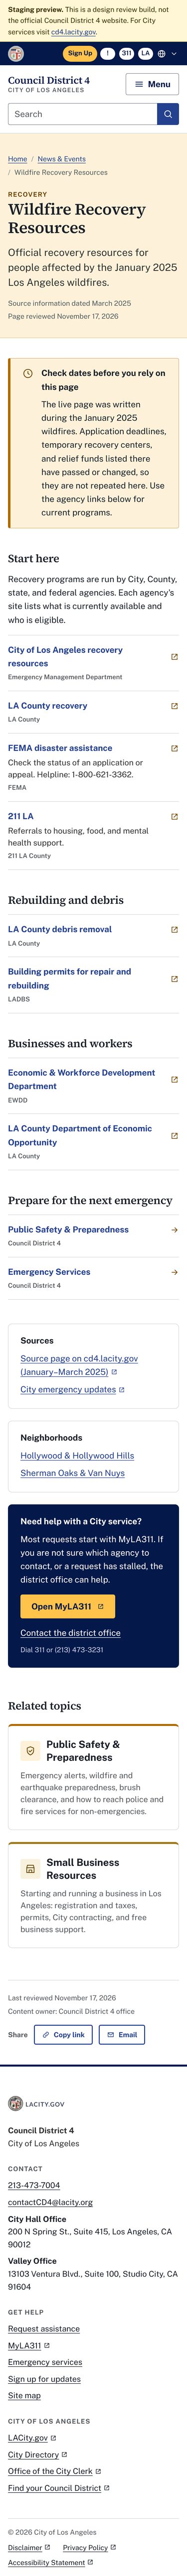 Staging preview. This is a design review build, not
the official Council District 4 website. For City
services visit cd4.lacity.gov.
Sign Up
!
311
LA
Council District 4
CITY OF LOS ANGELES
Menu
Search
Home / News & Events
/ Wildfire Recovery Resources
RECOVERY
Wildfire Recovery
Resources
Official recovery resources for
people affected by the January 2025
Los Angeles wildfires.
Source information dated March 2025
Page reviewed November 17, 2026
Check dates before you rely on
this page
The live page was written
during the January 2025
wildfires. Application deadlines,
temporary recovery centers,
and relief funds listed there
have passed or changed, so
they are not repeated here. Use
the agency links below for
current programs.
Start here
Recovery programs are run by City, County,
state, and federal agencies. Each agency's
site lists what is currently available and
who is eligible.
City of Los Angeles recovery
resources
Emergency Management Department
LA County recovery
LA County
FEMA disaster assistance
Check the status of an application or
appeal. Helpline: 1-800-621-3362.
FEMA
211 LA
Referrals to housing, food, and mental
health support.
211 LA County
Rebuilding and debris
LA County debris removal
LA County
Building permits for repair and
rebuilding
LADBS
Businesses and workers
Economic & Workforce Development
Department
EWDD
LA County Department of Economic
Opportunity
LA County
Prepare for the next emergency
Public Safety & Preparedness
Council District 4
Emergency Services
Council District 4
Sources
Source page on cd4.lacity.gov
(January–March 2025)
City emergency updates
Neighborhoods
Hollywood & Hollywood Hills
Sherman Oaks & Van Nuys
Need help with a City service?
Most requests start with MyLA311. If
you are not sure which agency to
contact, or a request has stalled, the
district office can help.
Open MyLA311
Contact the district office
Dial 311 or (213) 473-3231
Related topics
Public Safety &
Preparedness
Emergency alerts, wildfire and
earthquake preparedness, brush
clearance, and how to reach police and
fire services for non-emergencies.
Small Business
Resources
Starting and running a business in Los
Angeles: registration and taxes,
permits, City contracting, and free
business support.
Last reviewed November 17, 2026
Content owner: Council District 4 office
Share
Copy link
Email
LACITY.GOV
Council District 4
City of Los Angeles
CONTACT
213-473-7004
contactCD4@lacity.org
City Hall Office
200 N Spring St., Suite 415, Los Angeles, CA
90012
Valley Office
13103 Ventura Blvd., Suite 100, Studio City, CA
91604
GET HELP
Request assistance
MyLA311
Emergency services
Sign up for updates
Site map
CITY OF LOS ANGELES
LACity.gov
City Directory
Office of the City Clerk
Find your Council District
© 2026 City of Los Angeles
Disclaimer
Privacy Policy
Accessibility Statement